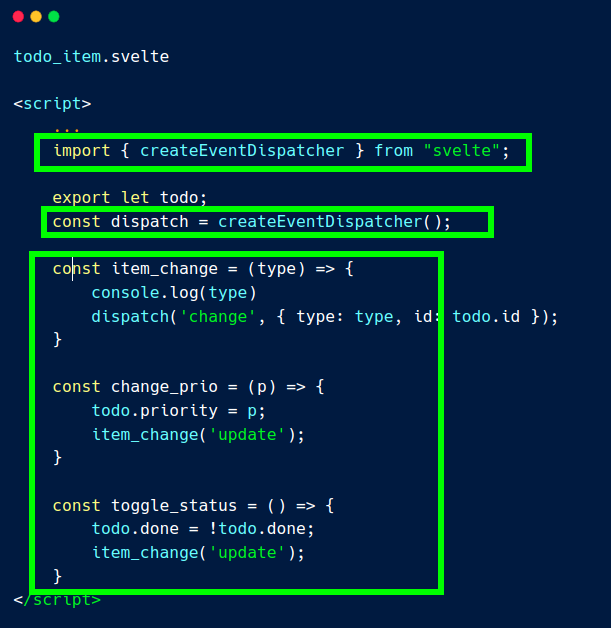 todo_item.svelte
<script>
...
import { createEventDispatcher } from "svelte";
export let todo;
const dispatch = createEventDispatcher();
const item_change = (type) => {
console.log(type)
dispatch('change', { type: type, id: todo.id });
}
const change_prio = (p) => {
todo.priority = p;
item_change('update');
}
const toggle_status = () => {
todo.done = !todo.done;
item_change('update');
}
</script>